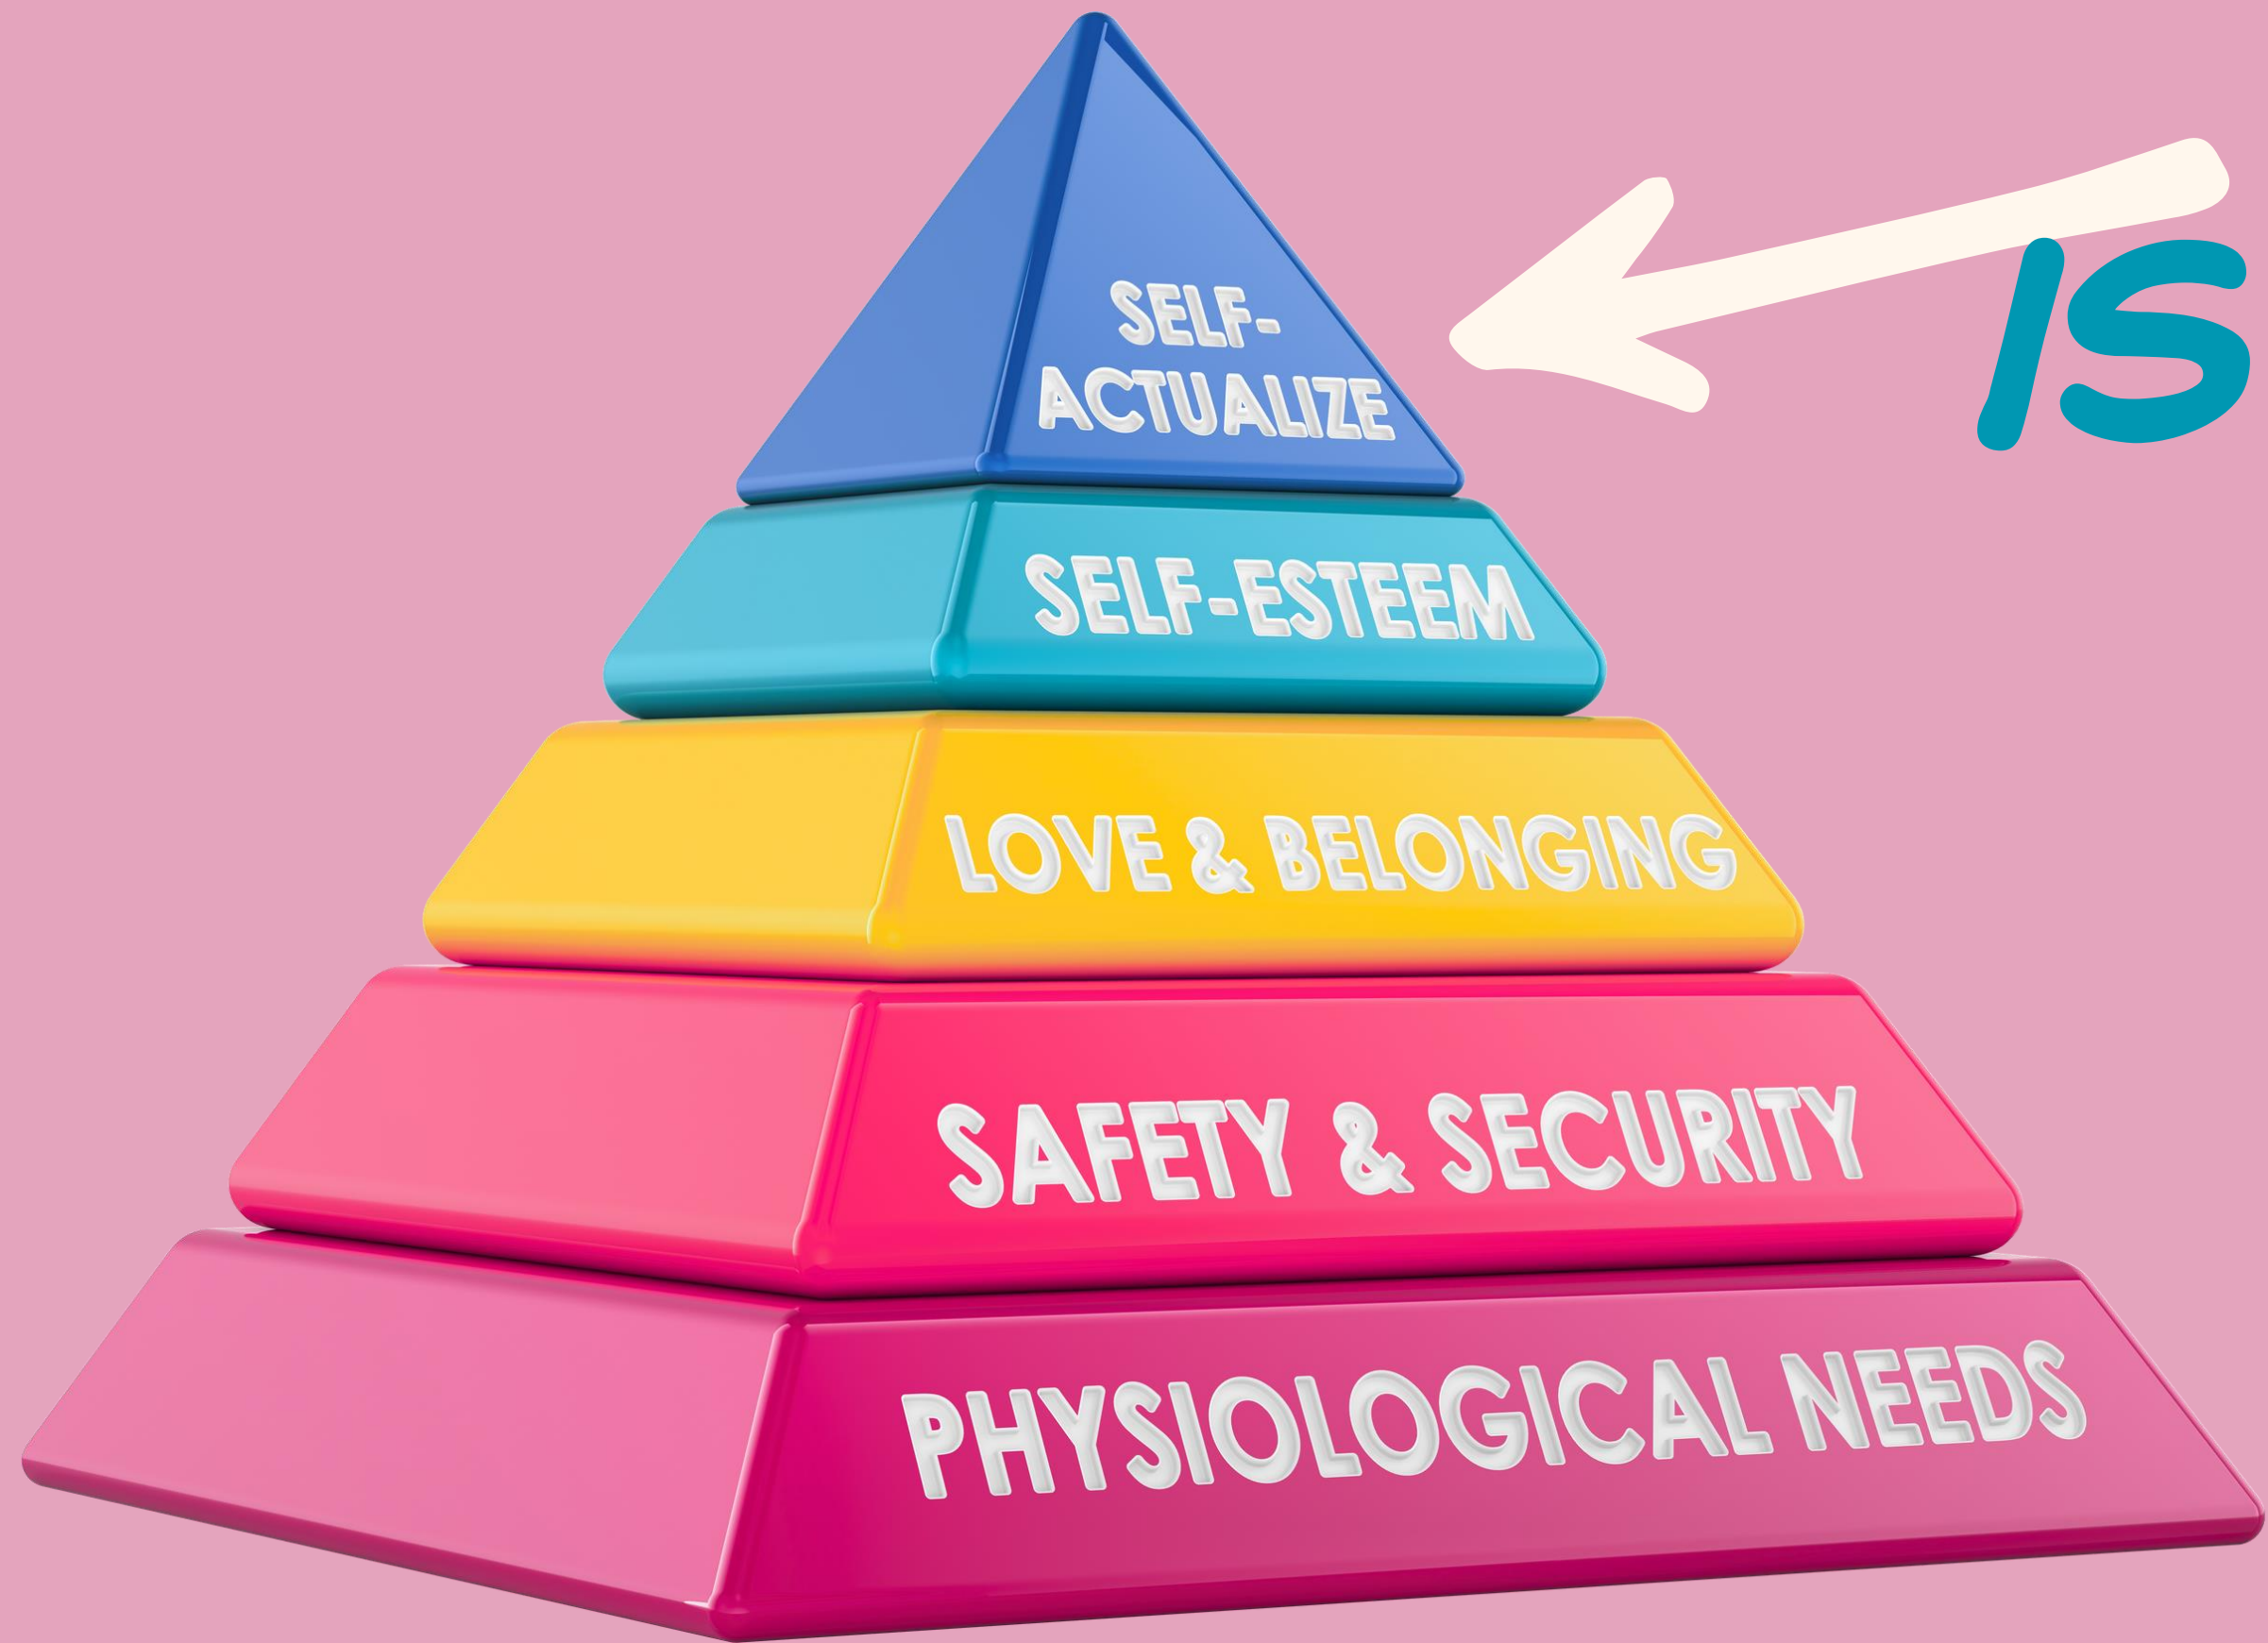 SELF-
ACTUALIZE
IS
SELF-ESTEEM
LOVE & BELONGING
SAFETY & SECURITY
PHYSIOLOGICAL NEEDS